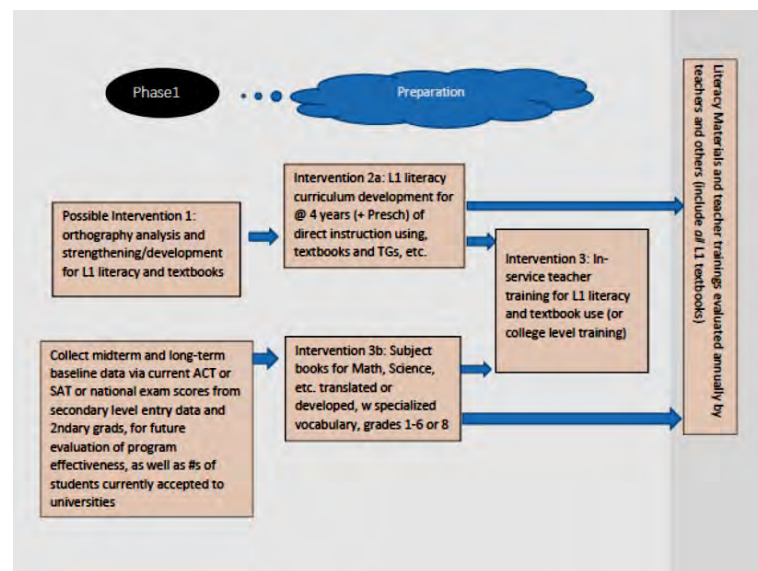 Phase1
Preparation
Possible Intervention 1:
orthography analysis and
strengthening/development
for L1 literacy and textbooks
Intervention 2a: L1 literacy
curriculum development for
@ 4 years (+ Presch) of
direct instruction using,
textbooks and TGs, etc.
Intervention 3: In-
service teacher
training for L1 literacy
and textbook use (or
college level training)
Collect midterm and long-term
baseline data via current ACT or
SAT or national exam scores from
secondary level entry data and
2ndary grads, for future
evaluation of program
effectiveness, as well as #s of
students currently accepted to
universities
Intervention 3b: Subject
books for Math, Science,
etc. translated or
developed, w specialized
vocabulary, grades 1-6 or 8
Literacy Materials and teacher trainings evaluated annually by
teachers and others (include all L1 textbooks)